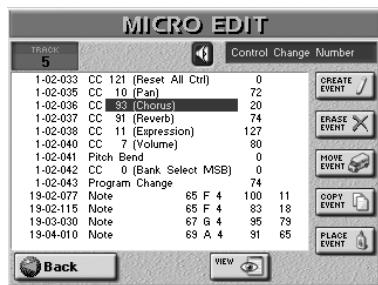 MICRO EDIT
TRACK
5
Control Change Number
1-02-033 CC 121 (Reset All Ctrl) 0
1-02-035 CC 10 (Pan) 72
1-02-036 CC 93 (Chorus) 20
1-02-037 CC 91 (Reverb) 74
1-02-038 CC 11 (Expression) 127
1-02-040 CC 7 (Volume) 80
1-02-041 Pitch Bend 0
1-02-042 CC 0 (Bank Select MSB) 0
1-02-043 Program Change 74
19-02-077 Note 65 F 4 100 11
19-02-115 Note 65 F 4 83 18
19-03-030 Note 67 G 4 95 79
19-04-010 Note 69 A 4 91 65
CREATE
EVENT
ERASE
EVENT
MOVE
EVENT
COPY
EVENT
PLACE
EVENT
Back
VIEW